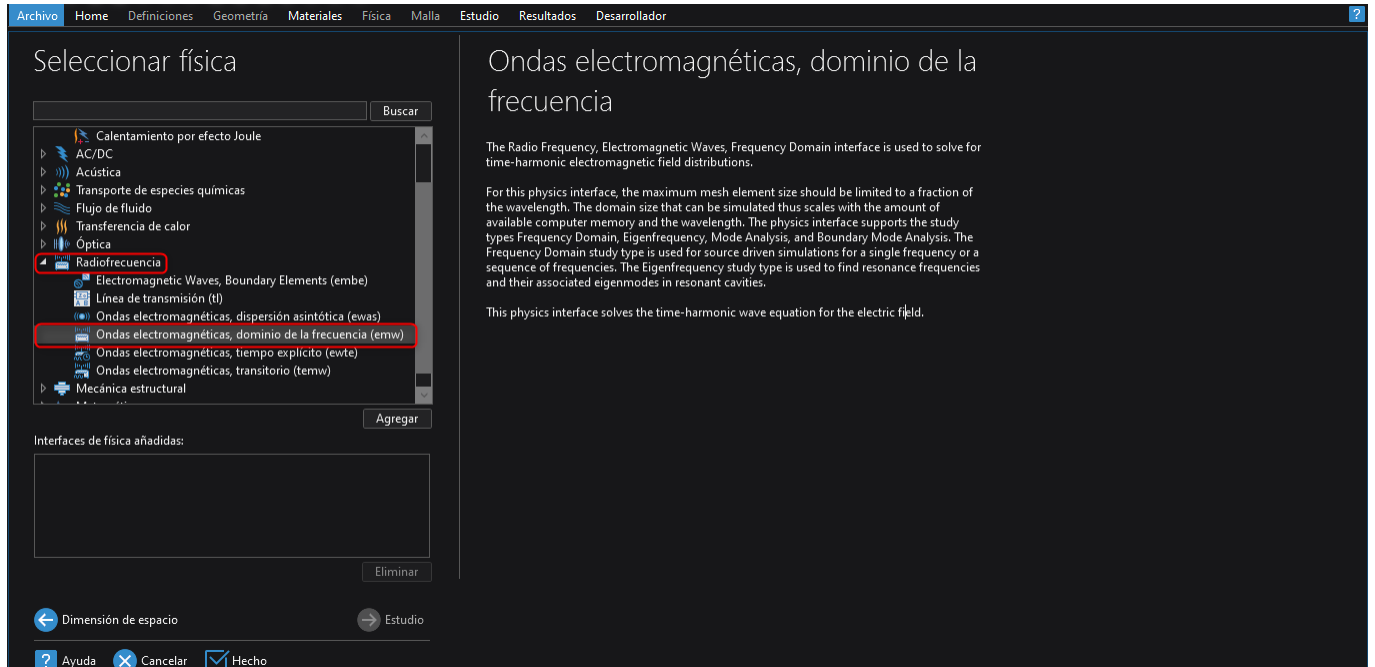 Archivo Home Definiciones Geometría Materiales Física Malla Estudio Resultados Desarrollador ?
Seleccionar física
Buscar
Calentamiento por efecto Joule
AC/DC
Acústica
Transporte de especies químicas
Flujo de fluido
Transferencia de calor
Óptica
Radiofrecuencia
Electromagnetic Waves, Boundary Elements (embe)
Línea de transmisión (tl)
Ondas electromagnéticas, dispersión asintótica (ewas)
Ondas electromagnéticas, dominio de la frecuencia (emw)
Ondas electromagnéticas, tiempo explícito (ewte)
Ondas electromagnéticas, transitorio (temw)
Mecánica estructural
Agregar
Interfaces de física añadidas:
Eliminar
Dimensión de espacio
Estudio
? Ayuda Cancelar Hecho
Ondas electromagnéticas, dominio de la
frecuencia
The Radio Frequency, Electromagnetic Waves, Frequency Domain interface is used to solve for
time-harmonic electromagnetic field distributions.
For this physics interface, the maximum mesh element size should be limited to a fraction of
the wavelength. The domain size that can be simulated thus scales with the amount of
available computer memory and the wavelength. The physics interface supports the study
types Frequency Domain, Eigenfrequency, Mode Analysis, and Boundary Mode Analysis. The
Frequency Domain study type is used for source driven simulations for a single frequency or a
sequence of frequencies. The Eigenfrequency study type is used to find resonance frequencies
and their associated eigenmodes in resonant cavities.
This physics interface solves the time-harmonic wave equation for the electric field.